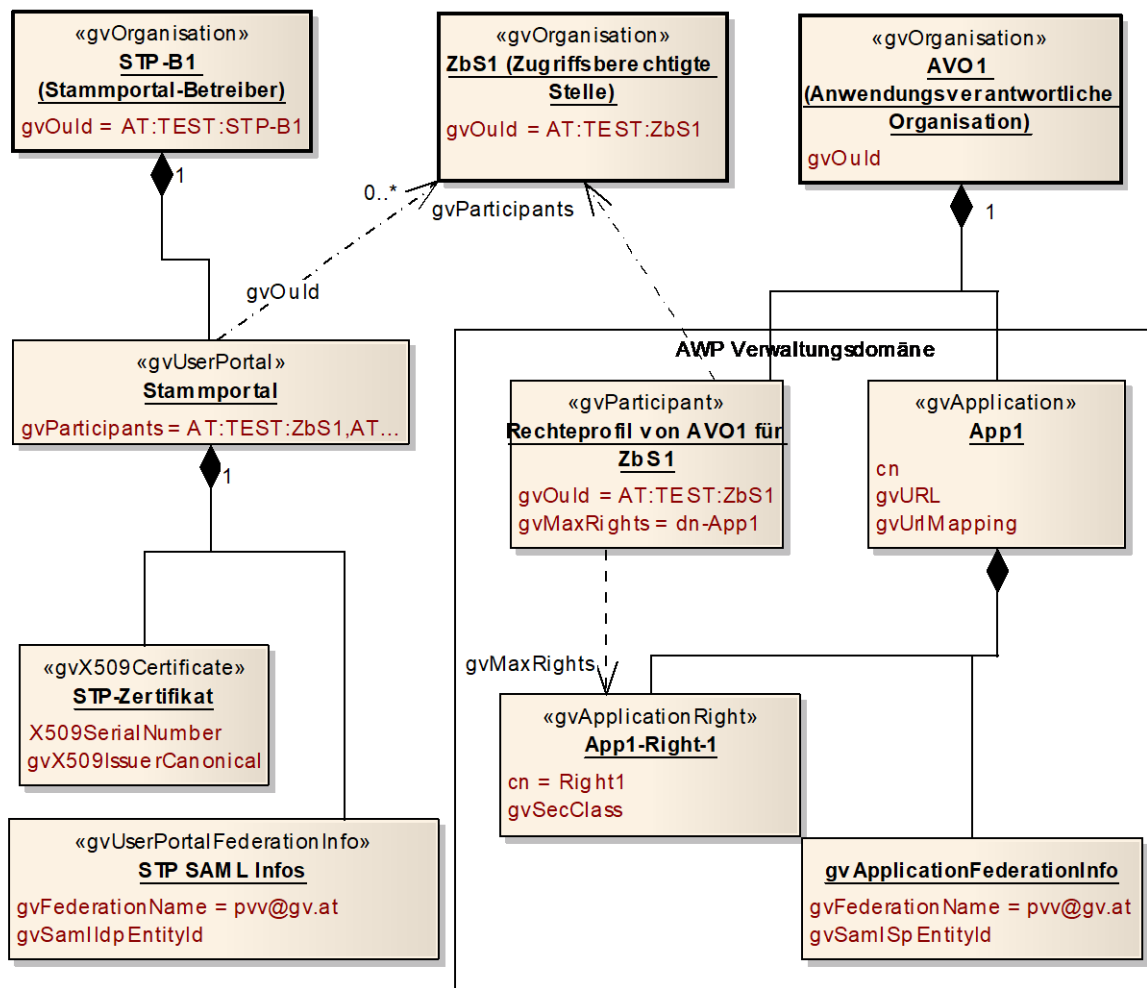 «gvOrganisation»
STP-B1
(Stammportal-Betreiber)
gvOuId = AT:TEST:STP-B1
1
«gvOrganisation»
ZbS1 (Zugriffsberechtigte
Stelle)
gvOuId = AT:TEST:ZbS1
«gvOrganisation»
AVO1
(Anwendungsverantwortliche
Organisation)
gvOuId
1
0..*
gvParticipants
gvOuId
«gvUserPortal»
Stammportal
gvParticipants = AT:TEST:ZbS1,AT...
1
AWP Verwaltungsdomäne
«gvParticipant»
Rechteprofil von AVO1 für
ZbS1
gvOuId = AT:TEST:ZbS1
gvMaxRights = dn-App1
«gvApplication»
App1
cn
gvURL
gvUrlMapping
«gvX509Certificate»
STP-Zertifikat
X509SerialNumber
gvX509IssuerCanonical
gvMaxRights
«gvApplicationRight»
App1-Right-1
cn = Right1
gvSecClass
«gvUserPortalFederationInfo»
STP SAML Infos
gvFederationName = pvv@gv.at
gvSamlIdpEntityId
gvApplicationFederationInfo
gvFederationName = pvv@gv.at
gvSamlSpEntityId